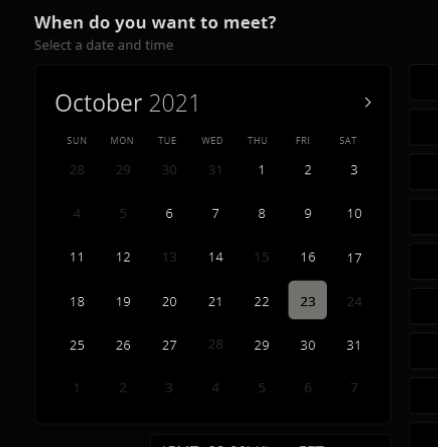 When do you want to meet?
Select a date and time
October 2021 >
SUN MON TUE WED THU FRI SAT
28 29 30 31 1 2 3
4 5 6 7 8 9 10
11 12 13 14 15 16 17
18 19 20 21 22 23 24
25 26 27 28 29 30 31
1 2 3 4 5 6 7